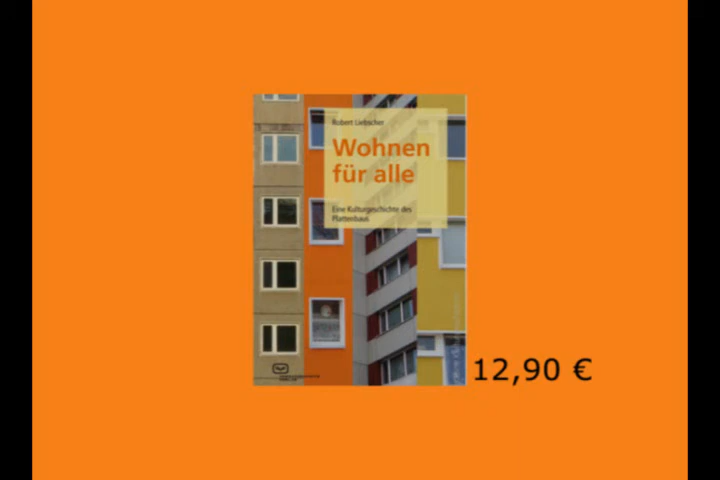 Robert Liebscher
Wohnen
für alle
Eine Kulturgeschichte des
Plattenbaus
12,90 €